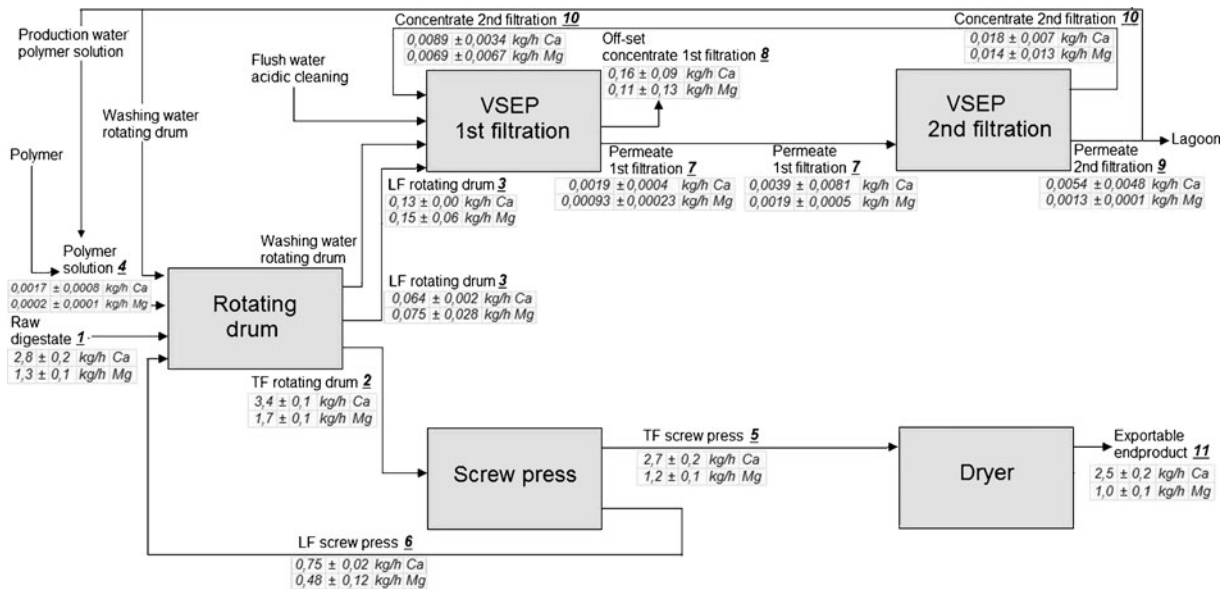 Production water
polymer solution
Concentrate 2nd filtration 10
0,0089 ± 0,0034 kg/h Ca
0,0069 ± 0,0067 kg/h Mg
Off-set
concentrate 1st filtration 8
0,16 ± 0,09 kg/h Ca
0,11 ± 0,13 kg/h Mg
Concentrate 2nd filtration 10
0,018 ± 0,007 kg/h Ca
0,014 ± 0,013 kg/h Mg
Flush water
acidic cleaning
VSEP
1st filtration
VSEP
2nd filtration
Washing water
rotating drum
Lagoon
Polymer
Permeate
1st filtration 7
0,0019 ± 0,0004 kg/h Ca
0,00093 ± 0,00023 kg/h Mg
Permeate
1st filtration 7
0,0039 ± 0,0081 kg/h Ca
0,0019 ± 0,0005 kg/h Mg
Permeate
2nd filtration 9
0,0054 ± 0,0048 kg/h Ca
0,0013 ± 0,0001 kg/h Mg
LF rotating drum 3
0,13 ± 0,00 kg/h Ca
0,15 ± 0,06 kg/h Mg
Washing water
rotating drum
Polymer
solution 4
0,0017 ± 0,0008 kg/h Ca
0,0002 ± 0,0001 kg/h Mg
Rotating
drum
LF rotating drum 3
0,064 ± 0,002 kg/h Ca
0,075 ± 0,028 kg/h Mg
Raw
digestate 1
2,8 ± 0,2 kg/h Ca
1,3 ± 0,1 kg/h Mg
TF rotating drum 2
3,4 ± 0,1 kg/h Ca
1,7 ± 0,1 kg/h Mg
Screw press
TF screw press 5
2,7 ± 0,2 kg/h Ca
1,2 ± 0,1 kg/h Mg
Dryer
Exportable
endproduct 11
2,5 ± 0,2 kg/h Ca
1,0 ± 0,1 kg/h Mg
LF screw press 6
0,75 ± 0,02 kg/h Ca
0,48 ± 0,12 kg/h Mg